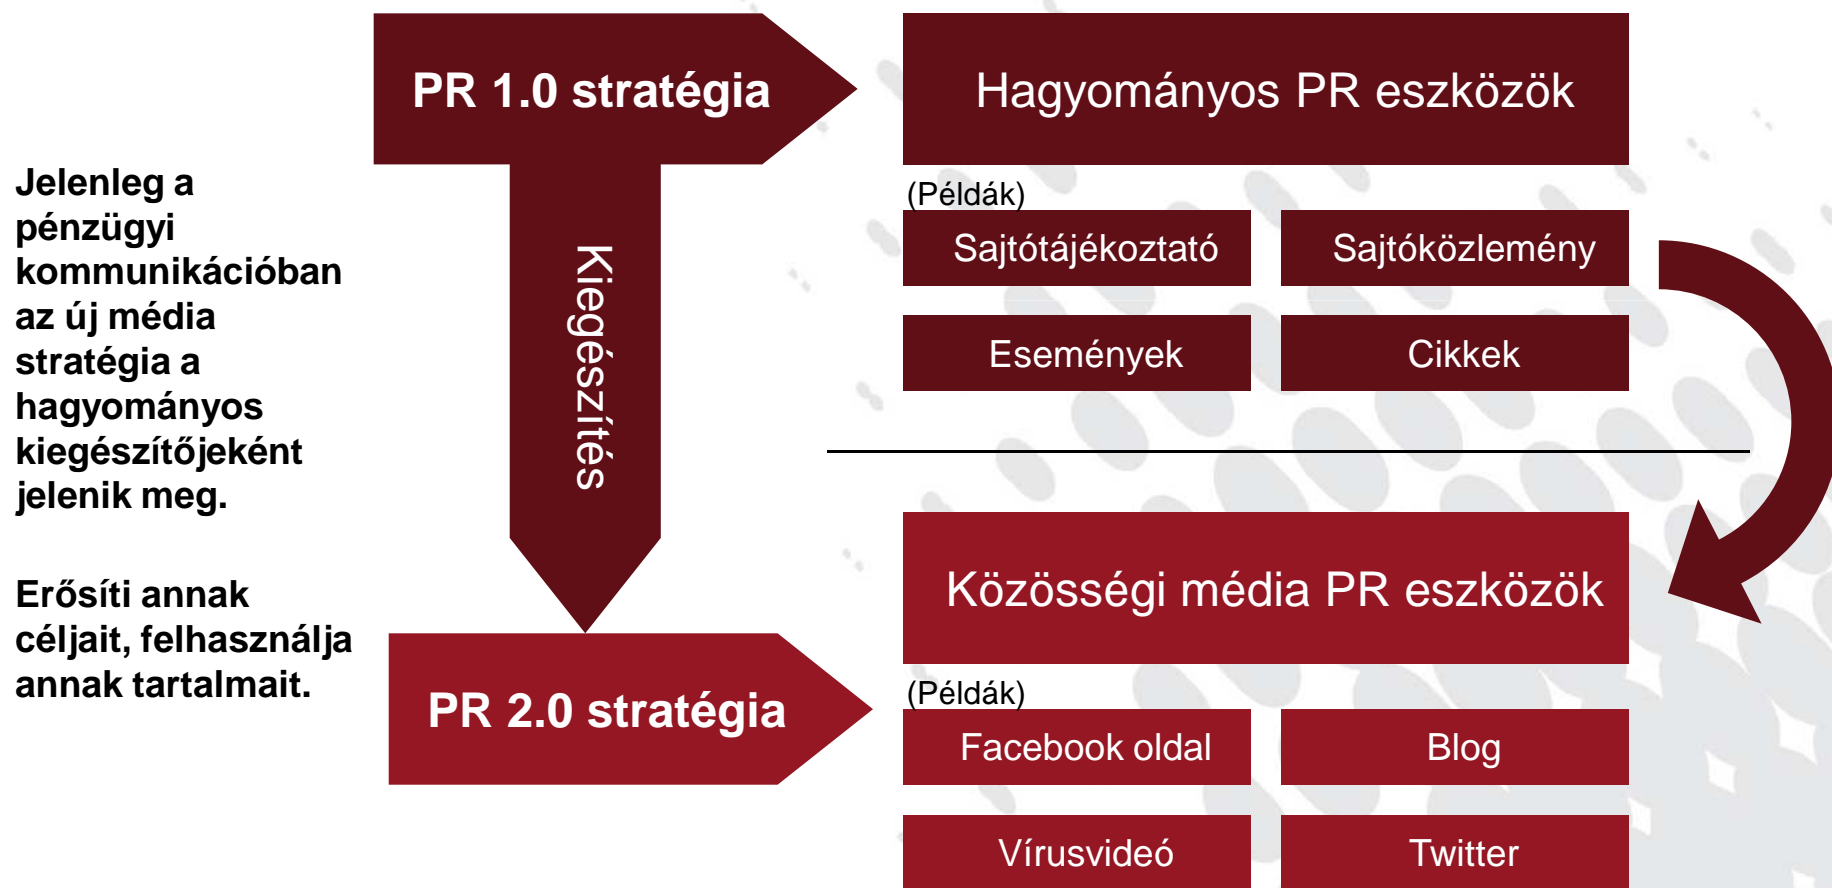 PR 1.0 stratégia
Hagyományos PR eszközök
(Példák)
Sajtótájékoztató
Sajtóközlemény
Események
Cikkek
Jelenleg a
pénzügyi
kommunikációban
az új média
stratégia a
hagyományos
kiegészítőjeként
jelenik meg.
Erősíti annak
céljait, felhasználja
annak tartalmait.
Kiegészítés
PR 2.0 stratégia
Közösségi média PR eszközök
(Példák)
Facebook oldal
Blog
Vírusvideó
Twitter